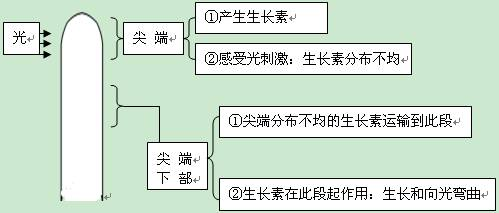 ①产生生长素
光
尖 端
②感受光刺激：生长素分布不均
①尖端分布不均的生长素运输到此段
尖 端
下 部
②生长素在此段起作用：生长和向光弯曲